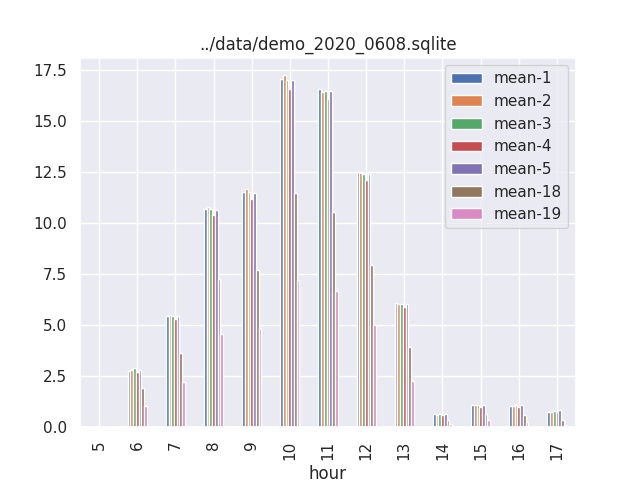 ../data/demo_2020_0608.sqlite
17.5
15.0
12.5
10.0
7.5
5.0
2.5
0.0
mean-1
mean-2
mean-3
mean-4
mean-5
mean-18
mean-19
5 6 7 8 9 10 11 12 13 14 15 16 17
hour